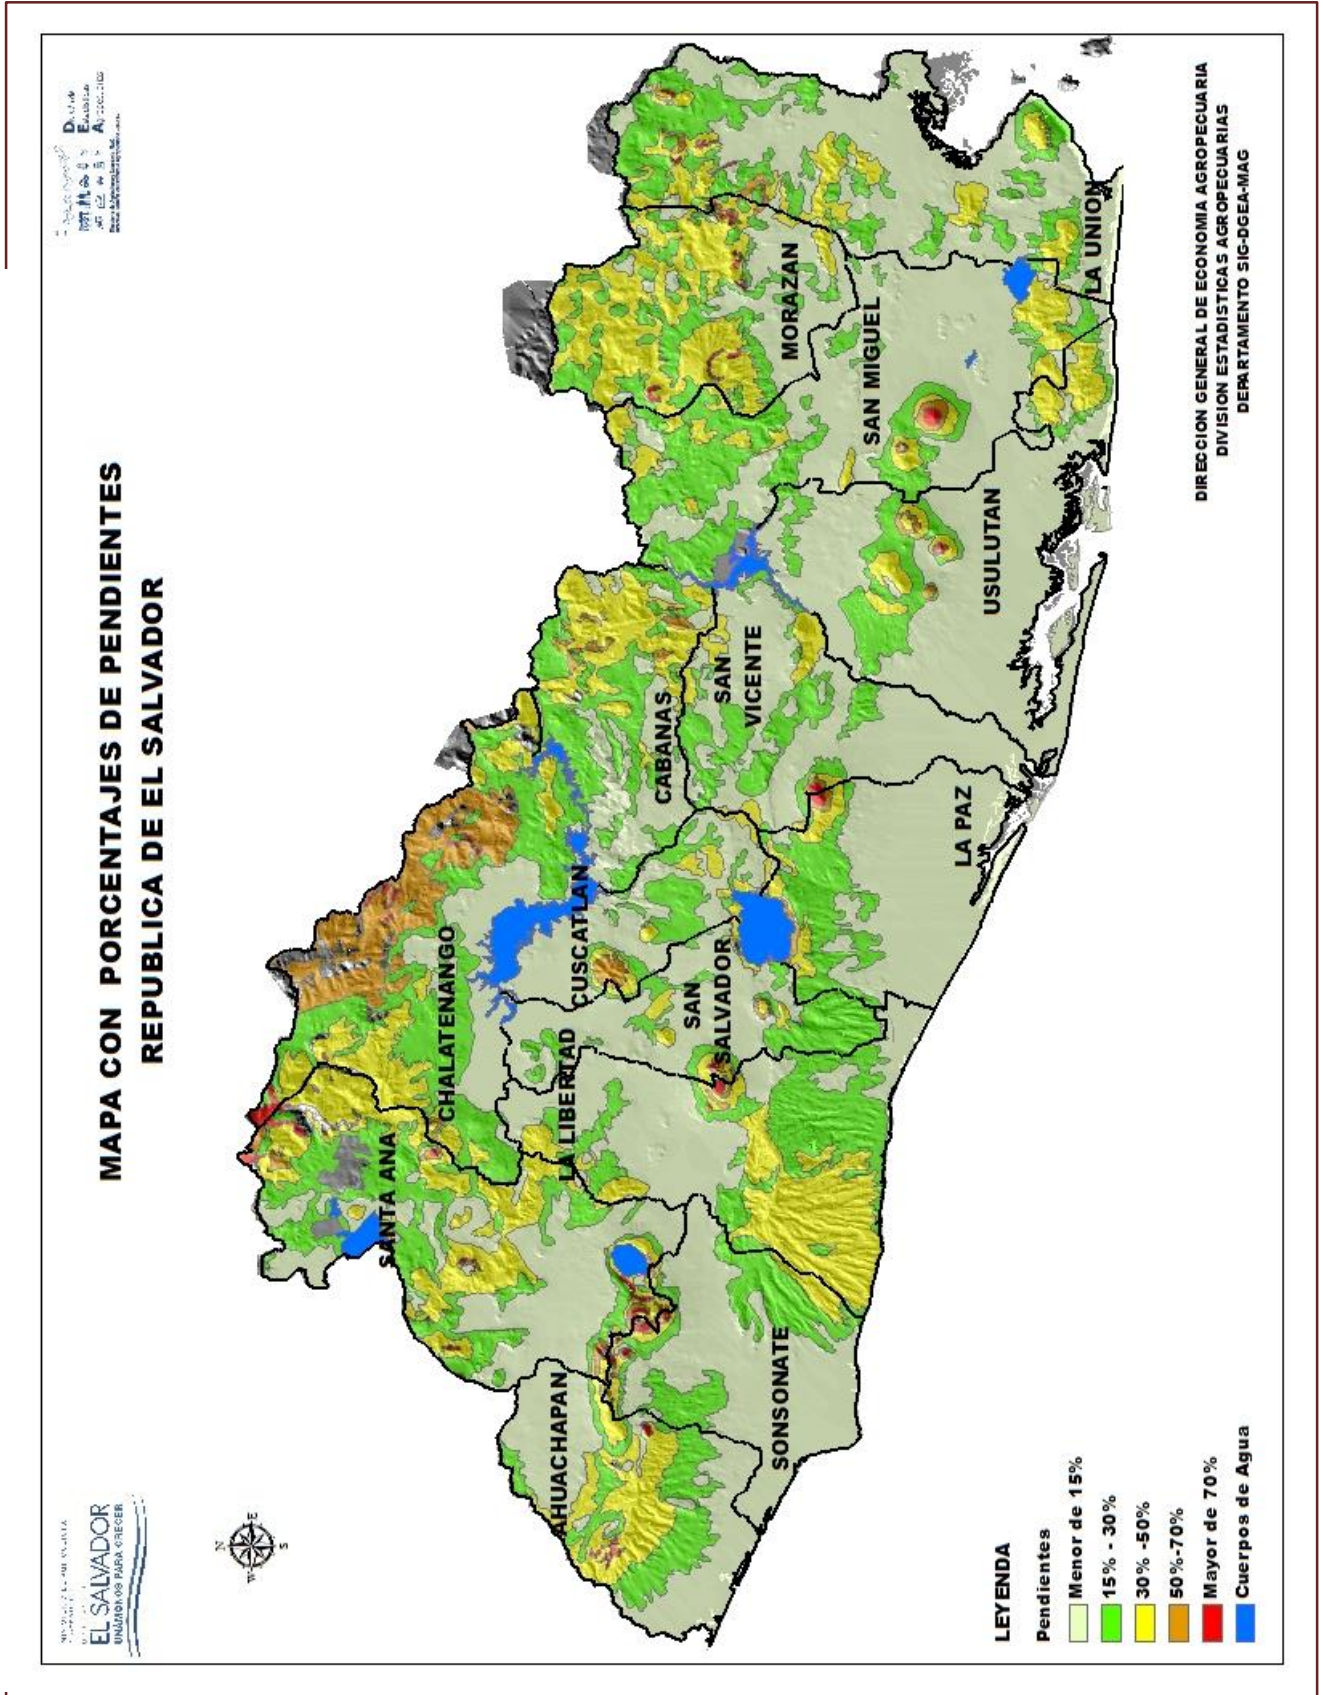 MAPA CON PORCENTAJES DE PENDIENTES
REPUBLICA DE EL SALVADOR
EL SALVADOR
UNÁMONOS PARA CRECER
N
W
E
S
SANTA ANA
CHALATENANGO
AHUACHAPAN
LA LIBERTAD
CUSCATLAN
CABANAS
SAN
SALVADOR
SAN
VICENTE
MORAZAN
SONSONATE
SAN MIGUEL
LA PAZ
USULUTAN
LA UNION
LEYENDA
Pendientes
Menor de 15%
15% - 30%
30% -50%
50%-70%
Mayor de 70%
Cuerpos de Agua
DIRECCION GENERAL DE ECONOMIA AGROPECUARIA
DIVISION ESTADISTICAS AGROPECUARIAS
DEPARTAMENTO SIG-DGEA-MAG